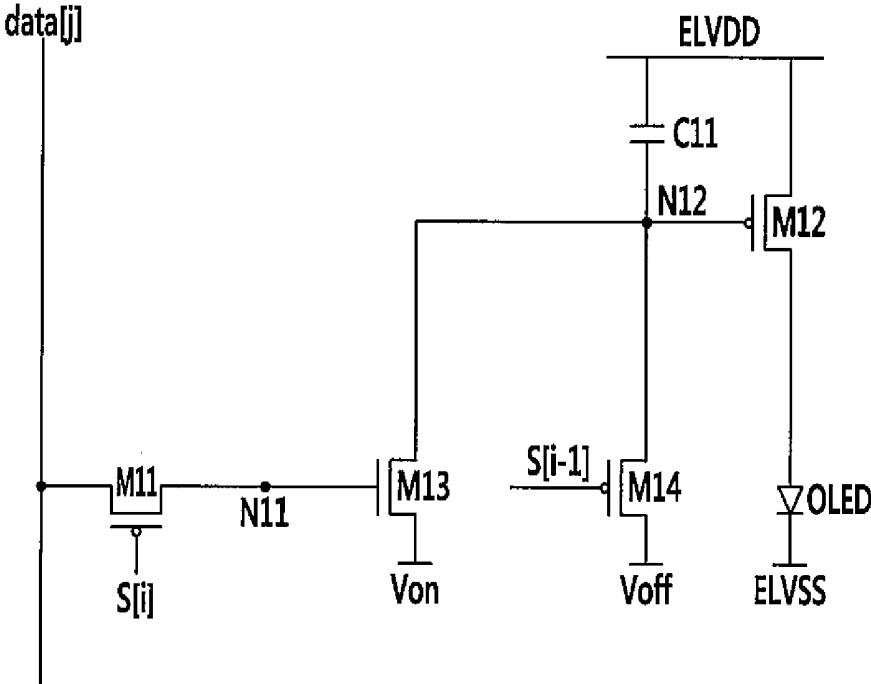 data[j]
ELVDD
C11
N12
M12
S[i-1]
M11
M13
M14
OLED
N11
S[i]
Von
Voff
ELVSS